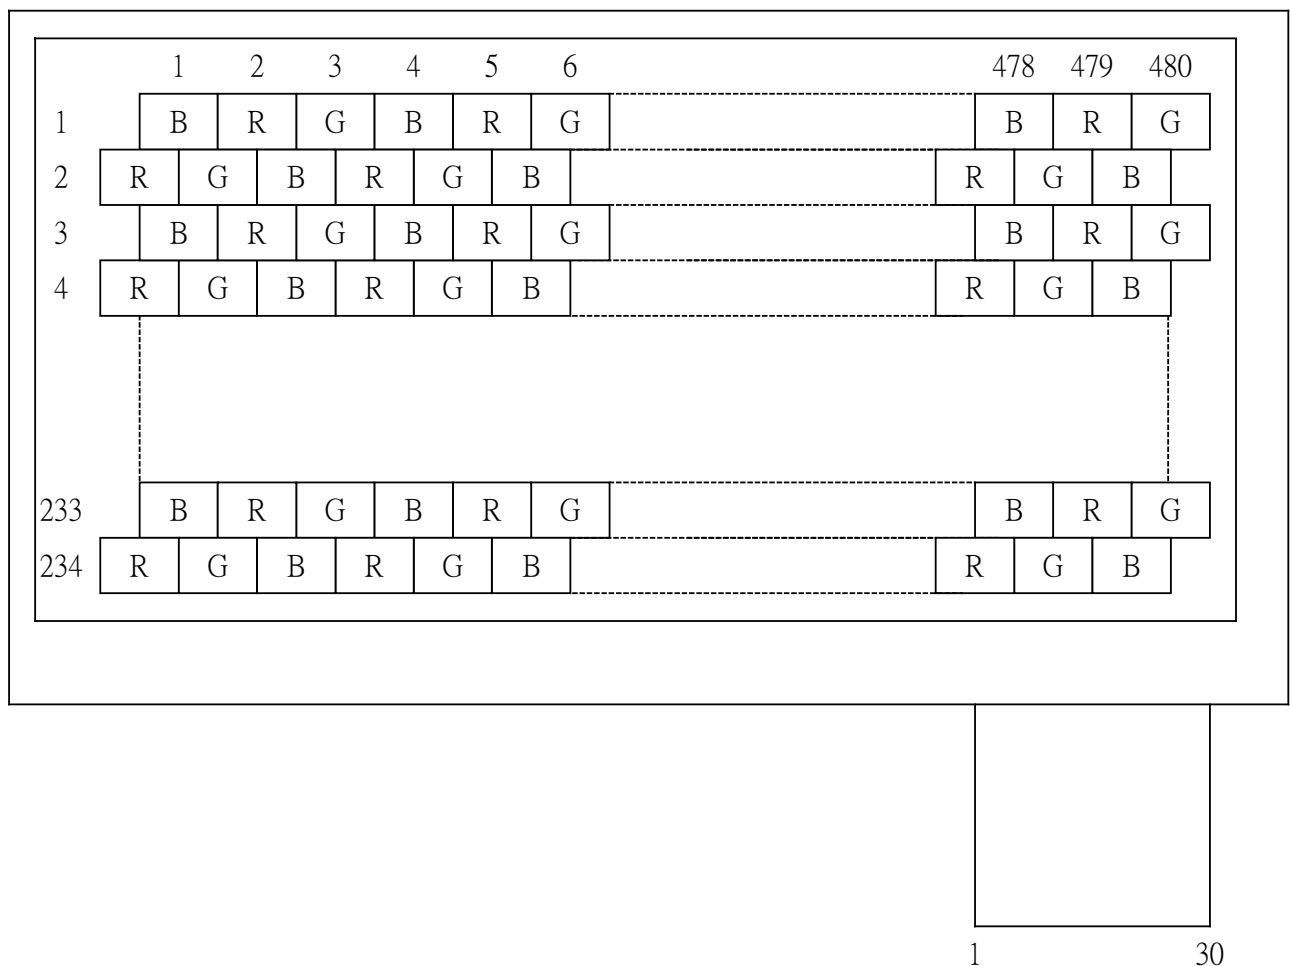 1 2 3 4 5 6 478 479 480
1 B R G B R G B R G
2 R G B R G B R G B
3 B R G B R G B R G
4 R G B R G B R G B
233 B R G B R G B R G
234 R G B R G B R G B
1 30